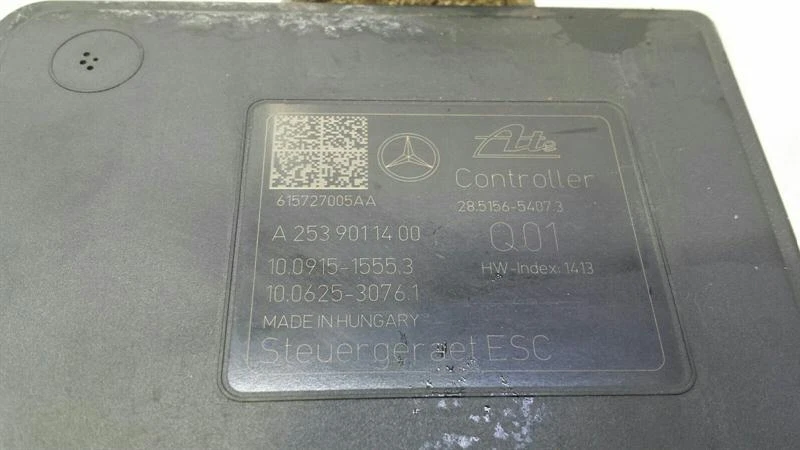 Ate
Controller
615727005AA
28.5156-5407.3
A 253 901 14 00
Q01
10.0915-1555.3
HW-Index: 1413
10.0625-3076.1
MADE IN HUNGARY
Steuergeraet ESC